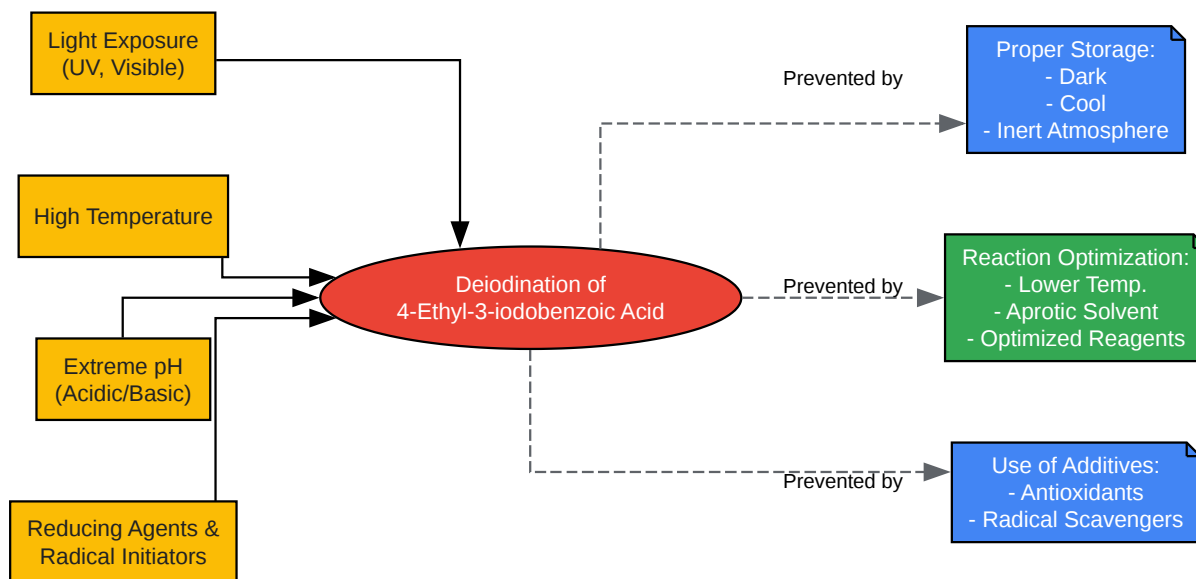 Light Exposure
(UV, Visible)
High Temperature
Extreme pH
(Acidic/Basic)
Reducing Agents &
Radical Initiators
Deiodination of
4-Ethyl-3-iodobenzoic Acid
Prevented by
Proper Storage:
- Dark
- Cool
- Inert Atmosphere
Prevented by
Reaction Optimization:
- Lower Temp.
- Aprotic Solvent
- Optimized Reagents
Prevented by
Use of Additives:
- Antioxidants
- Radical Scavengers